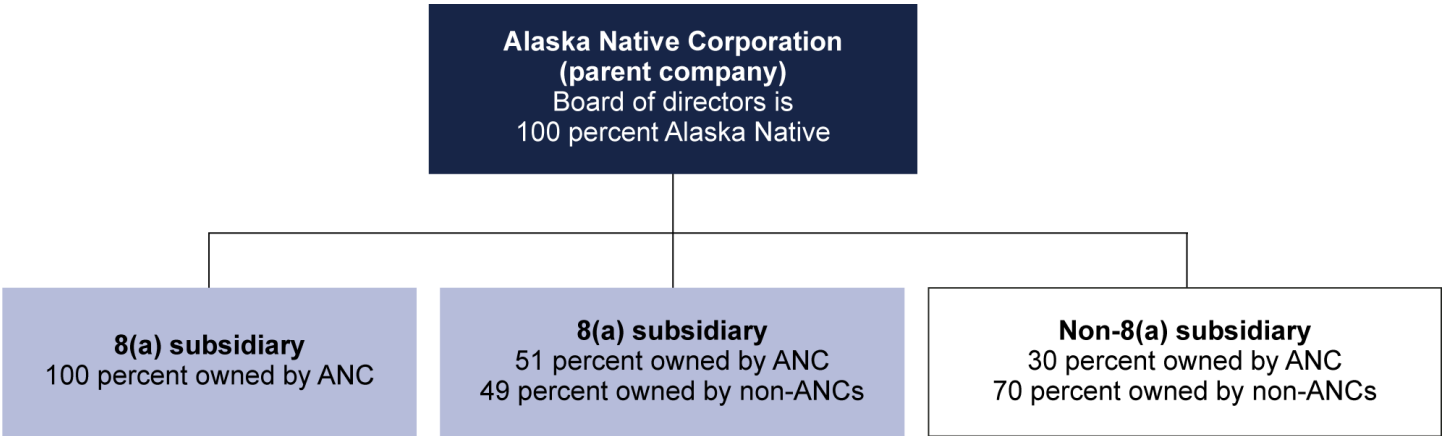 Alaska Native Corporation
(parent company)
Board of directors is
100 percent Alaska Native
8(a) subsidiary
100 percent owned by ANC
8(a) subsidiary
51 percent owned by ANC
49 percent owned by non-ANCs
Non-8(a) subsidiary
30 percent owned by ANC
70 percent owned by non-ANCs